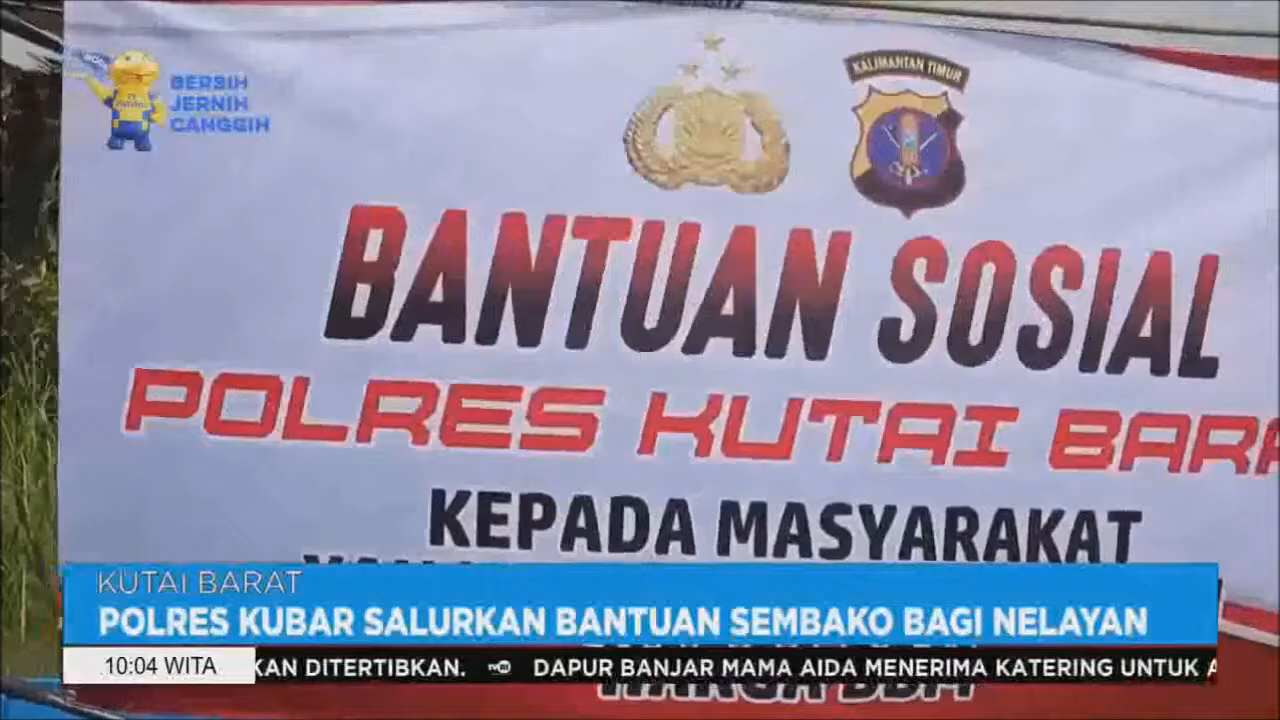 BERSIH
JERNIH
CANGGIH
KALIMANTAN TIMUR
BANTUAN SOSIAL
POLRES KUTAI BARA
KEPADA MASYARAKAT
KUTAI BARAT
POLRES KUBAR SALURKAN BANTUAN SEMBAKO BAGI NELAYAN
10:04 WITA
KAN DITERTIBKAN. DAPUR BANJAR MAMA AIDA MENERIMA KATERING UNTUK A